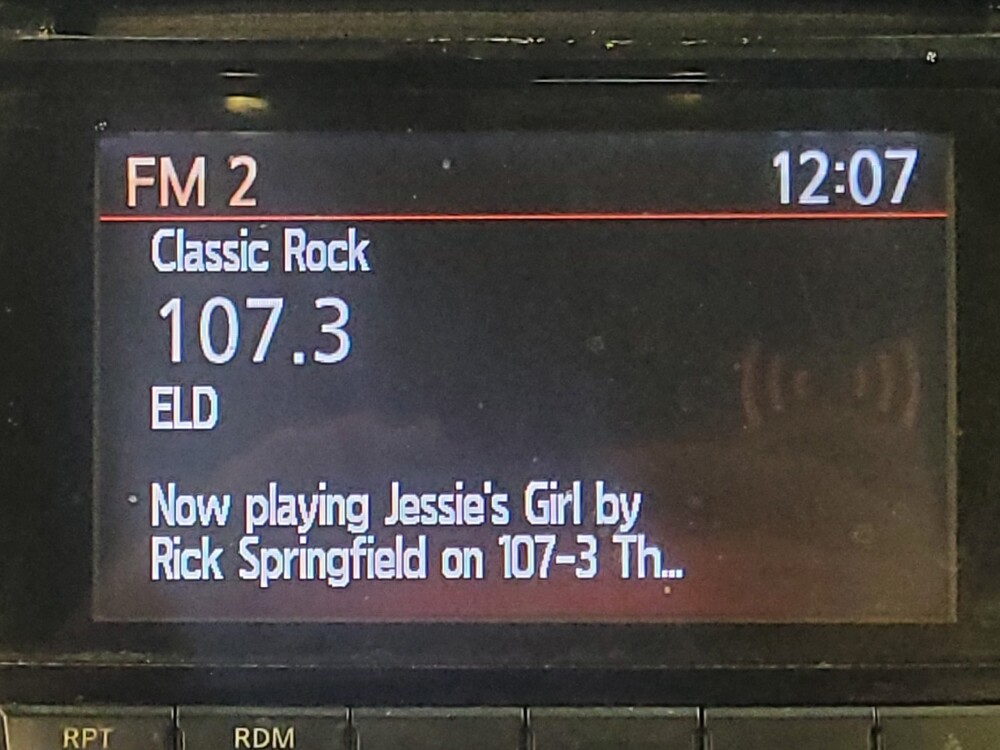 FM 2 12:07
Classic Rock
107.3
ELD
Now playing Jessie's Girl by
Rick Springfield on 107-3 Th...
RPT RDM